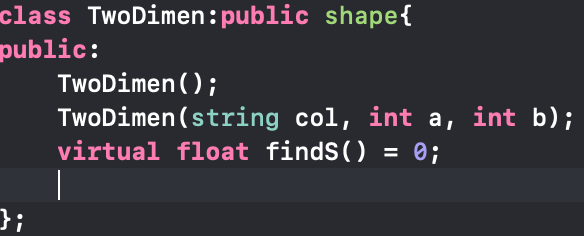 class TwoDimen:public shape{
public:
    TwoDimen();
    TwoDimen(string col, int a, int b);
    virtual float findS() = 0;
};